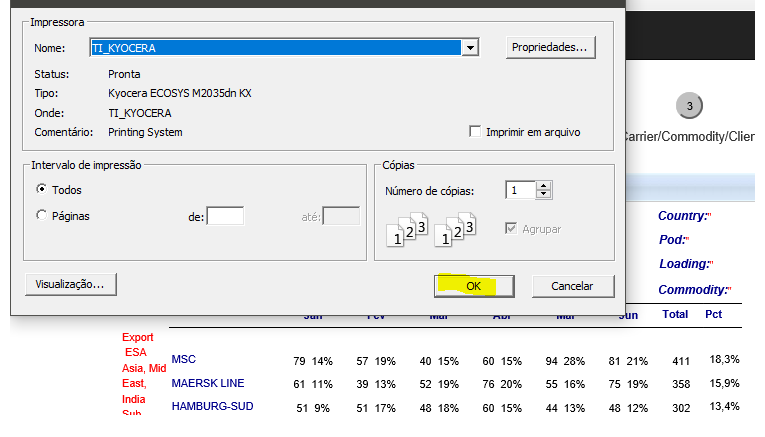 Impressora
Nome: TI_KYOCERA Propriedades...
Status: Pronta
Tipo: Kyocera ECOSYS M2035dn KX
Onde: TI_KYOCERA
Comentário: Printing System Imprimir em arquivo
3
Carrier/Commodity/Clien
Intervalo de impressão
Todos
Páginas de: até:
Cópias
Número de cópias: 1
1 2 3 1 2 3
Agrupar
Visualização... OK Cancelar
Country:"
Pod:"
Loading:"
Commodity:"
Jan Fev Mar Abr Mai Jun Total Pct
Export
ESA
Asia, Mid
East,
India
Sub
MSC 79 14% 57 19% 40 15% 60 15% 94 28% 81 21% 411 18,3%
MAERSK LINE 61 11% 39 13% 52 19% 76 20% 55 16% 75 19% 358 15,9%
HAMBURG-SUD 51 9% 51 17% 48 18% 60 15% 44 13% 48 12% 302 13,4%